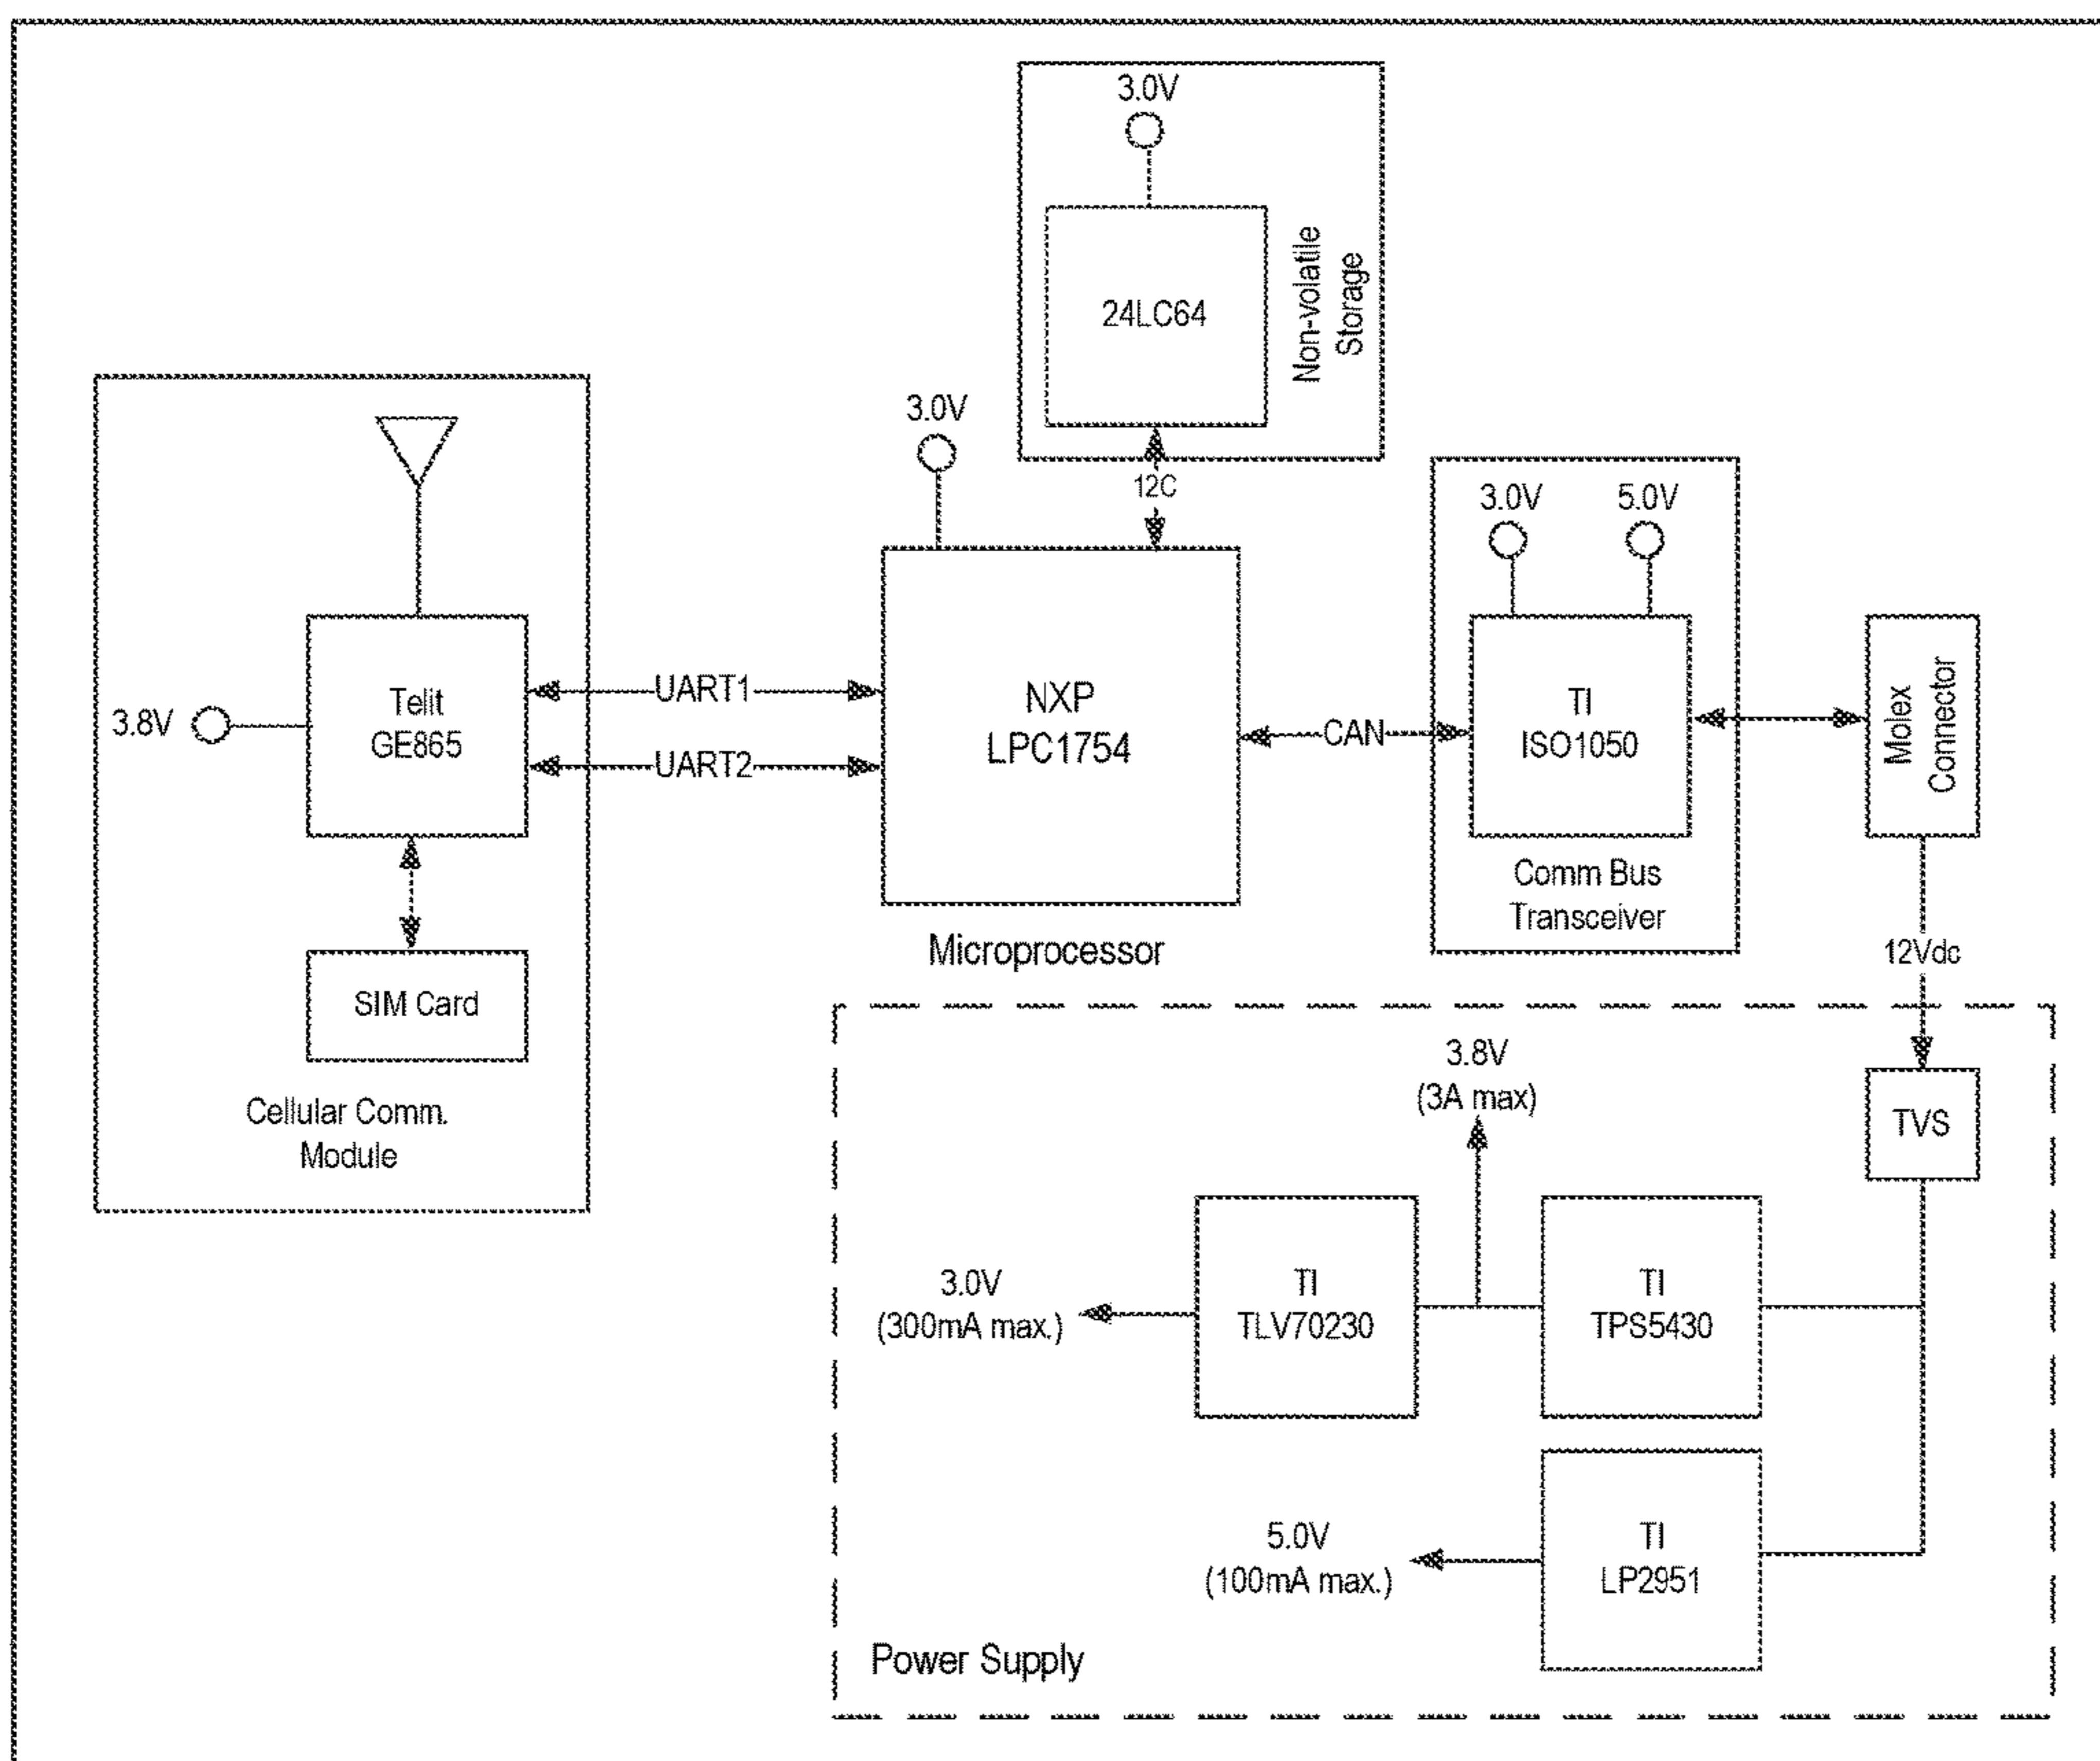 3.0V
24LC64
Non-volatile
Storage
3.0V
12C
3.0V
5.0V
3.8V
Telit
GE865
UART1
UART2
NXP
LPC1754
CAN
TI
ISO1050
Molex
Connector
Comm Bus
Transceiver
Microprocessor
12Vdc
SIM Card
Cellular Comm.
Module
3.8V
(3A max)
TVS
3.0V
(300mA max.)
TI
TLV70230
TI
TPS5430
5.0V
(100mA max.)
TI
LP2951
Power Supply